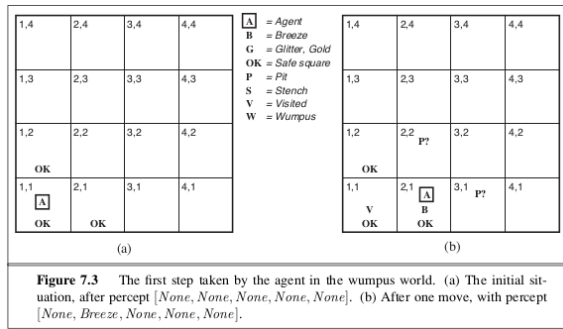 1,4 2,4 3,4 4,4
1,3 2,3 3,3 4,3
1,2 2,2 3,2 4,2
OK
1,1 2,1 3,1 4,1
A
OK OK
(a)
A = Agent
B = Breeze
G = Glitter, Gold
OK = Safe square
P = Pit
S = Stench
V = Visited
W = Wumpus
1,4 2,4 3,4 4,4
1,3 2,3 3,3 4,3
1,2 2,2 3,2 4,2
P?
OK
1,1 2,1 3,1 4,1
A P?
V B
OK OK
(b)
Figure 7.3 The first step taken by the agent in the wumpus world. (a) The initial sit-
uation, after percept [None, None, None, None, None]. (b) After one move, with percept
[None, Breeze, None, None, None].